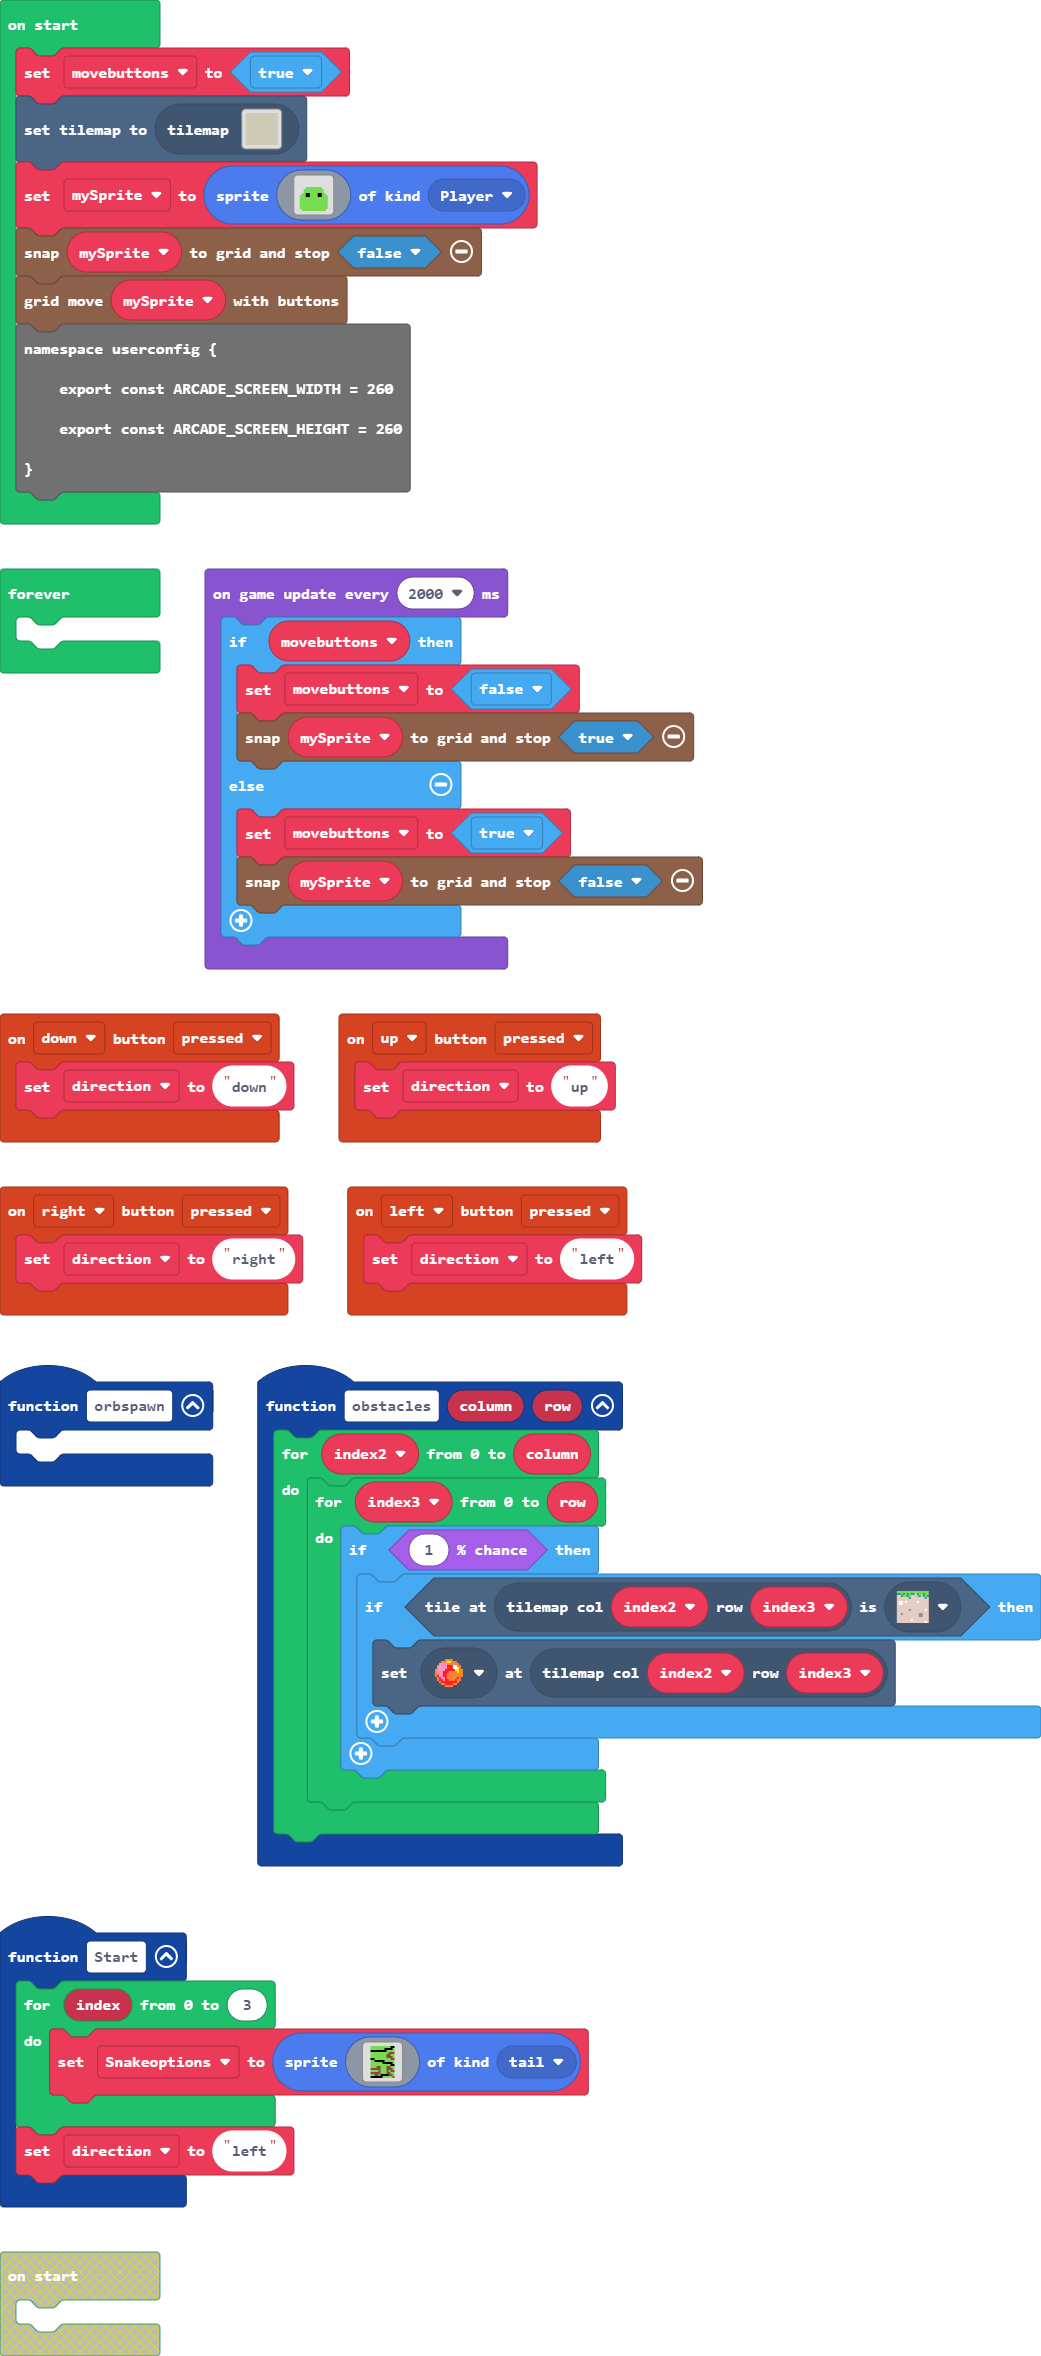 on start
set movebuttons to true
set tilemap to tilemap
set mySprite to sprite of kind Player
snap mySprite to grid and stop false
grid move mySprite with buttons
namespace userconfig {
export const ARCADE_SCREEN_WIDTH = 260
export const ARCADE_SCREEN_HEIGHT = 260
}
forever
on game update every 2000 ms
if movebuttons then
set movebuttons to false
snap mySprite to grid and stop true
else
set movebuttons to true
snap mySprite to grid and stop false
on down button pressed
set direction to "down"
on up button pressed
set direction to "up"
on right button pressed
set direction to "right"
on left button pressed
set direction to "left"
function orbspawn
function obstacles column row
for index2 from 0 to column
do
for index3 from 0 to row
do
if 1 % chance then
if tile at tilemap col index2 row index3 is then
set at tilemap col index2 row index3
function Start
for index from 0 to 3
do
set Snakeoptions to sprite of kind tail
set direction to "left"
on start